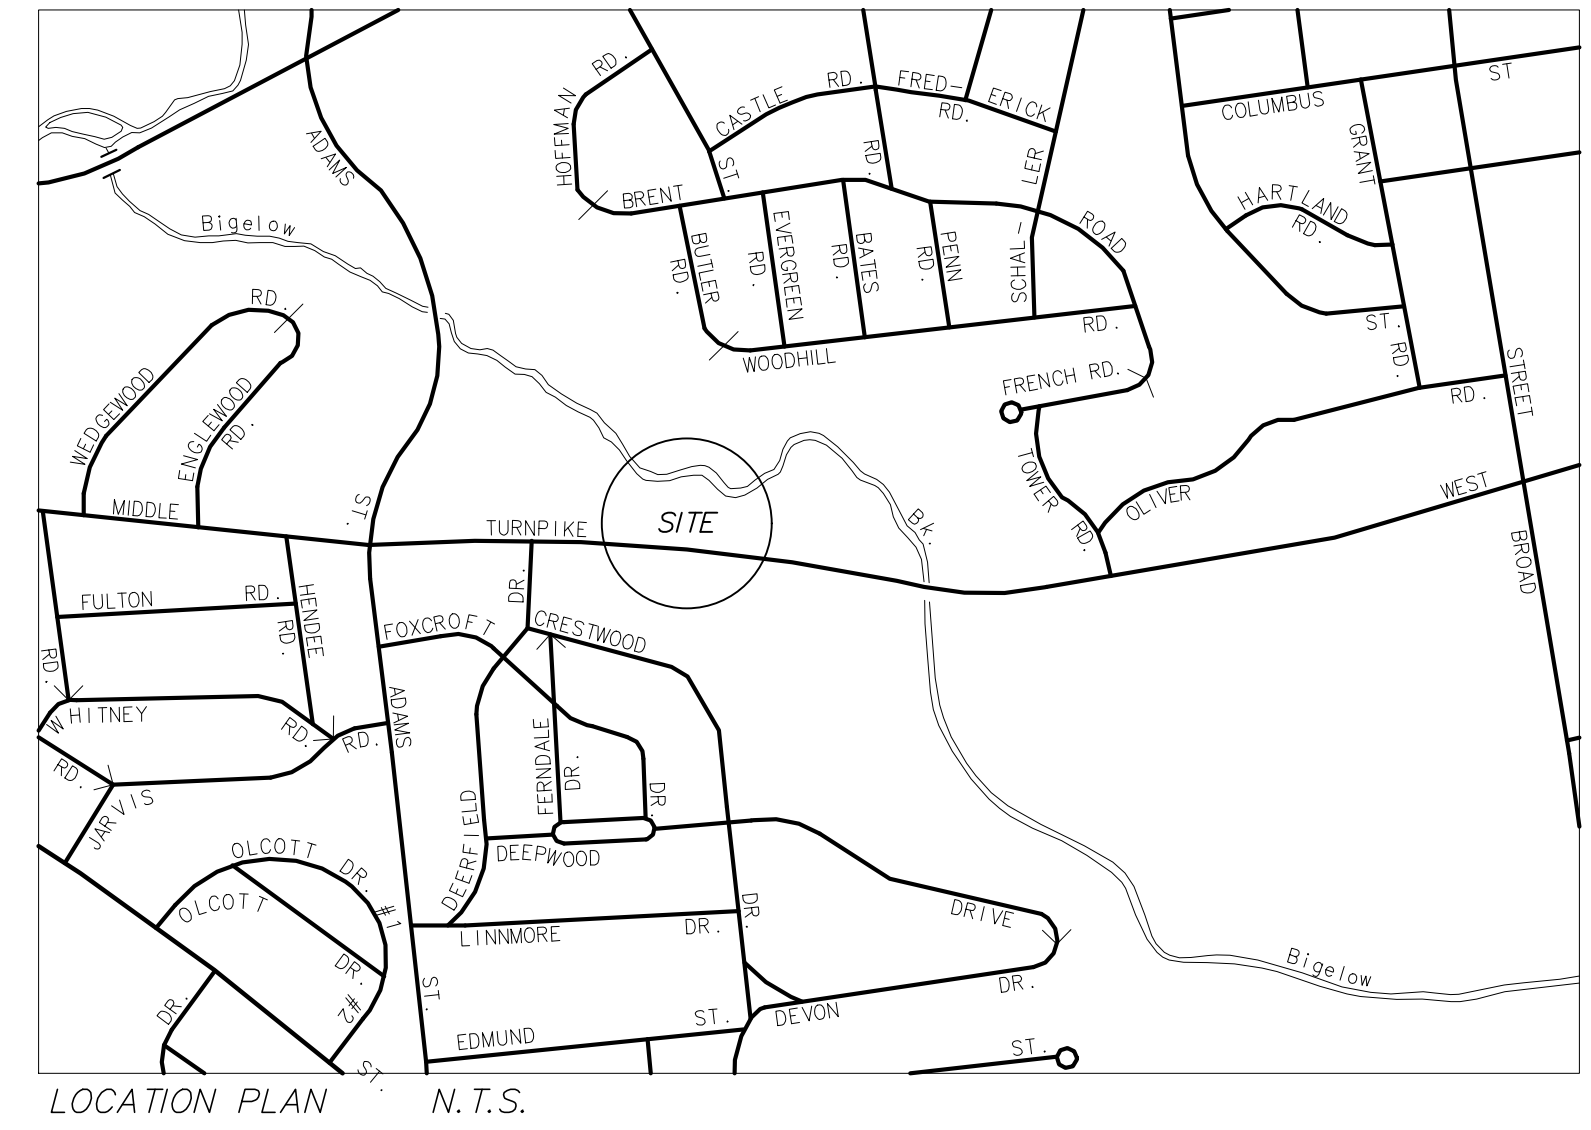 HOFFMAN RD.
CASTLE RD.
FRED-
ERICK
RD.
ST.
RD.
COLUMBUS
ST
GRANT
RD.
HARTLAND
RD.
ST.
ADAMS
Bigelow
BRENT
ROAD
BUTLER
RD.
EVERGREEN
RD.
BATES
RD.
PENN
RD.
SCHAL-
LER
WOODHILL
RD.
FRENCH RD.
TOWER
RD.
OLIVER
RD.
STREET
BROAD
WEST
WEDGEWOOD
RD.
ENGLEWOOD
RD.
MIDDLE
ST.
TURNPIKE
SITE
Bk.
FULTON RD.
HENDEE
RD.
RD.
WHITNEY
RD.
RD.
RD.
JARVIS
ADAMS
ST.
FOXCROFT
DR.
CRESTWOOD
FERNDALE
DR.
DR.
DEERFIELD
DEEPWOOD
DR.
DRIVE
LINNMORE DR.
OLCOTT DR. #1
OLCOTT
DR. #2
DR.
ST.
EDMUND ST.
DEVON DR.
ST.
Bigelow
LOCATION PLAN N.T.S.